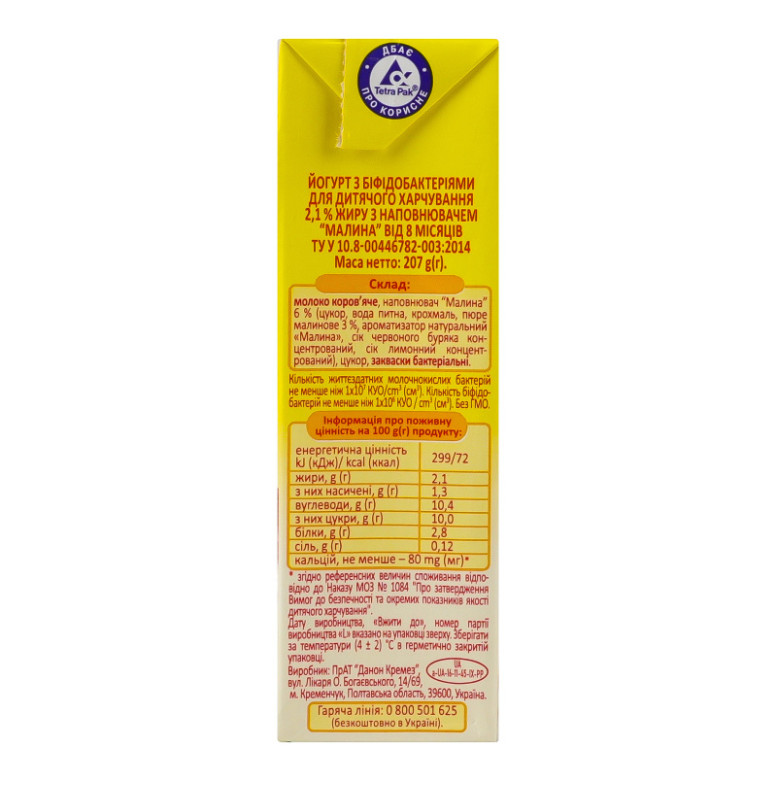 ДБАЄ
Tetra Pak®
ПРО КОРИСНЕ
ЙОГУРТ З БІФІДОБАКТЕРІЯМИ
ДЛЯ ДИТЯЧОГО ХАРЧУВАННЯ
2,1 % ЖИРУ З НАПОВНЮВАЧЕМ
"МАЛИНА" ВІД 8 МІСЯЦІВ
ТУ У 10.8-00446782-003:2014
Маса нетто: 207 g(г).
Склад:
молоко коров'яче, наповнювач "Малина"
6 % (цукор, вода питна, крохмаль, пюре
малинове 3 %, ароматизатор натуральний
«Малина», сік червоного буряка кон-
центрований, сік лимонний концент-
рований), цукор, закваски бактеріальні.
Кількість життєздатних молочнокислих бактерій
не менше ніж 1х10⁷ КУО/cm³ (см³). Кількість біфідо-
бактерій не менше ніж 1х10⁶ КУО / cm³ (см³). Без ГМО.
Інформація про поживну
цінність на 100 g(г) продукту:
енергетична цінність
kJ (кДж)/ kcal (ккал) 299/72
жири, g (г) 2,1
з них насичені, g (г) 1,3
вуглеводи, g (г) 10,4
з них цукри, g (г) 10,0
білки, g (г) 2,8
сіль, g (г) 0,12
кальцій, не менше – 80 mg (мг)*
* згідно референсних величин споживання відпо-
відно до Наказу МОЗ № 1084 "Про затвердження
Вимог до безпечності та окремих показників якості
дитячого харчування".
Дату виробництва, «Вжити до», номер партії
виробництва «L» вказано на упаковці зверху. Зберігати
за температури (4 ± 2) °C в герметично закритій
упаковці.
Виробник: ПрАТ "Данон Кремез",
вул. Лікаря О. Богаєвського, 14/69,
м. Кременчук, Полтавська область, 39600, Україна.
UA
a-UA-16-11-43-IX-PP
Гаряча лінія: 0 800 501 625
(безкоштовно в Україні).